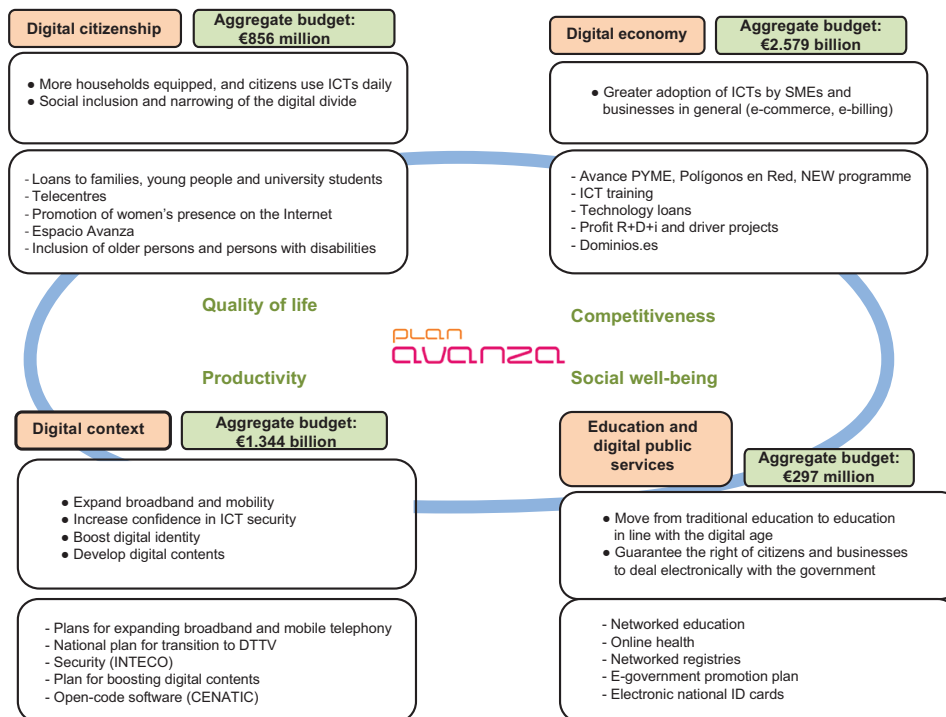 Digital citizenship
Aggregate budget:
€856 million
● More households equipped, and citizens use ICTs daily
● Social inclusion and narrowing of the digital divide
- Loans to families, young people and university students
- Telecentres
- Promotion of women's presence on the Internet
- Espacio Avanza
- Inclusion of older persons and persons with disabilities
Digital economy
Aggregate budget:
€2.579 billion
● Greater adoption of ICTs by SMEs and
businesses in general (e-commerce, e-billing)
- Avance PYME, Polígonos en Red, NEW programme
- ICT training
- Technology loans
- Profit R+D+i and driver projects
- Dominios.es
Quality of life
Competitiveness
plan
avanza
Productivity
Social well-being
Digital context
Aggregate budget:
€1.344 billion
● Expand broadband and mobility
● Increase confidence in ICT security
● Boost digital identity
● Develop digital contents
- Plans for expanding broadband and mobile telephony
- National plan for transition to DTTV
- Security (INTECO)
- Plan for boosting digital contents
- Open-code software (CENATIC)
Education and
digital public
services
Aggregate budget:
€297 million
● Move from traditional education to education
in line with the digital age
● Guarantee the right of citizens and businesses
to deal electronically with the government
- Networked education
- Online health
- Networked registries
- E-government promotion plan
- Electronic national ID cards